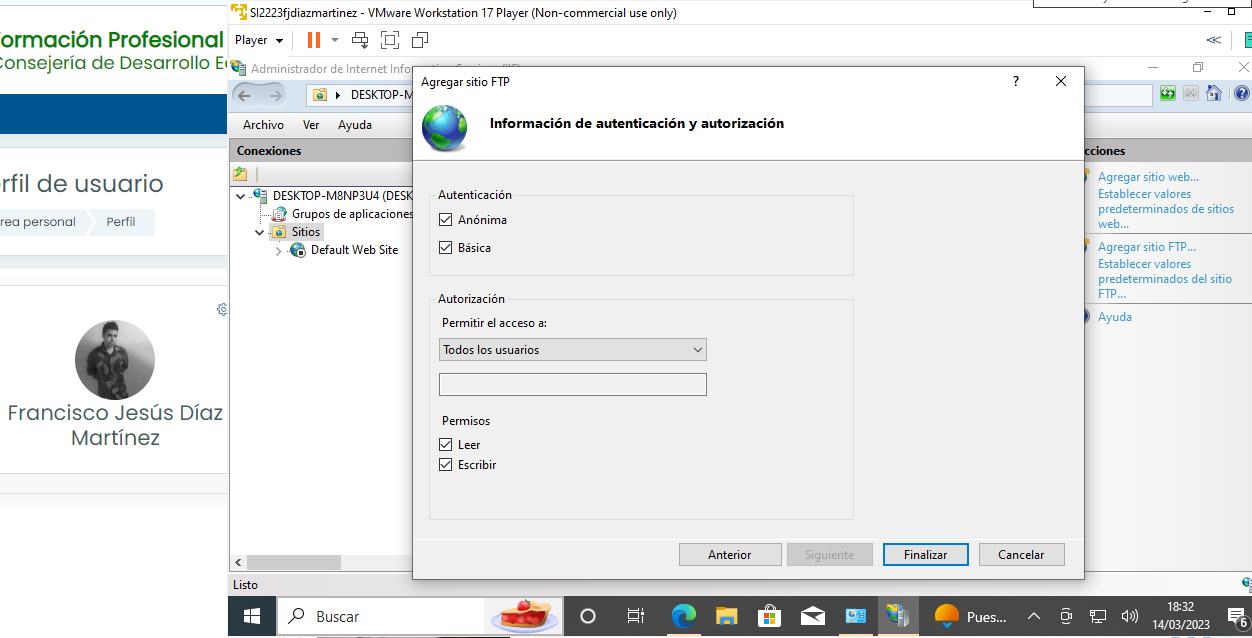 ormación Profesional
Consejería de Desarrollo E
rfil de usuario
rea personal
Perfil
Francisco Jesús Díaz
Martínez
SI2223fjdiazmartinez - VMware Workstation 17 Player (Non-commercial use only)
Player
Administrador de Internet Info
DESKTOP-M
Archivo Ver Ayuda
Conexiones
DESKTOP-M8NP3U4 (DESK
Grupos de aplicaciones
Sitios
Default Web Site
Listo
Agregar sitio FTP
?
Información de autenticación y autorización
Autenticación
Anónima
Básica
Autorización
Permitir el acceso a:
Todos los usuarios
Permisos
Leer
Escribir
Anterior
Siguiente
Finalizar
Cancelar
cciones
Agregar sitio web...
Establecer valores
predeterminados de sitios
web...
Agregar sitio FTP...
Establecer valores
predeterminados del sitio
FTP...
Ayuda
Buscar
Pues...
18:32
14/03/2023
6